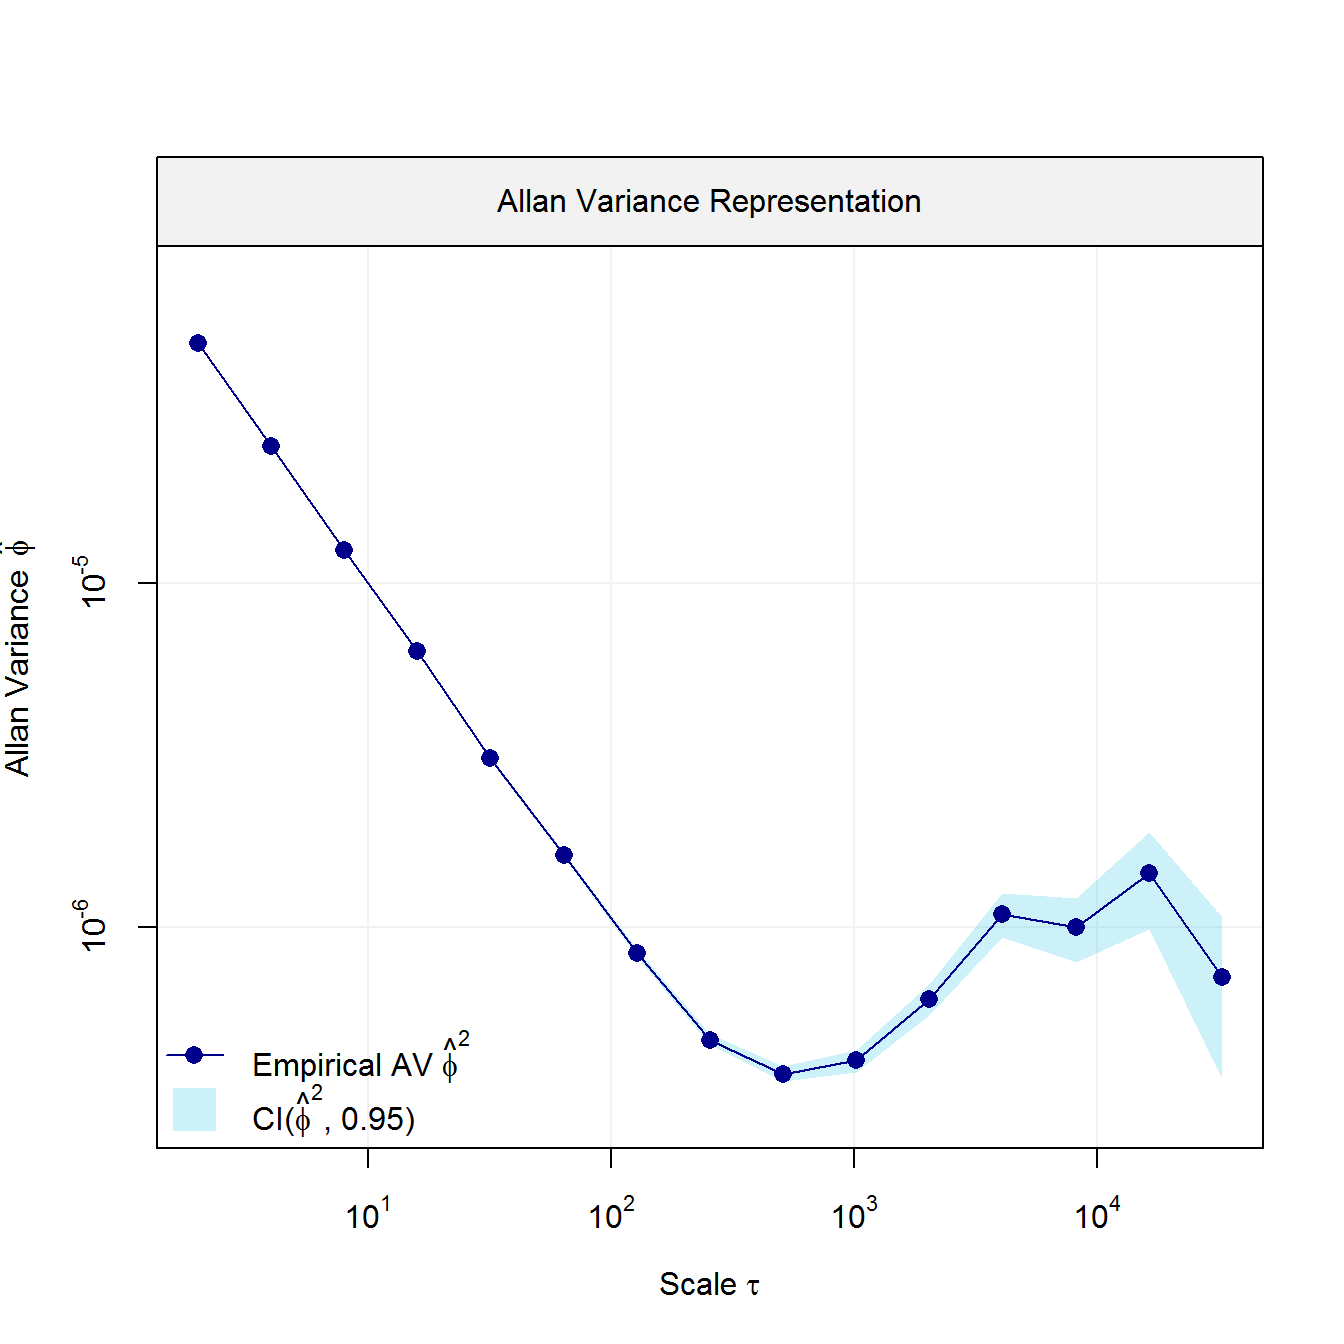 Allan Variance Representation
Allan Variance ϕ̂
10⁻⁵
10⁻⁶
Empirical AV ϕ̂²
CI(ϕ̂², 0.95)
10¹ 10² 10³ 10⁴
Scale τ